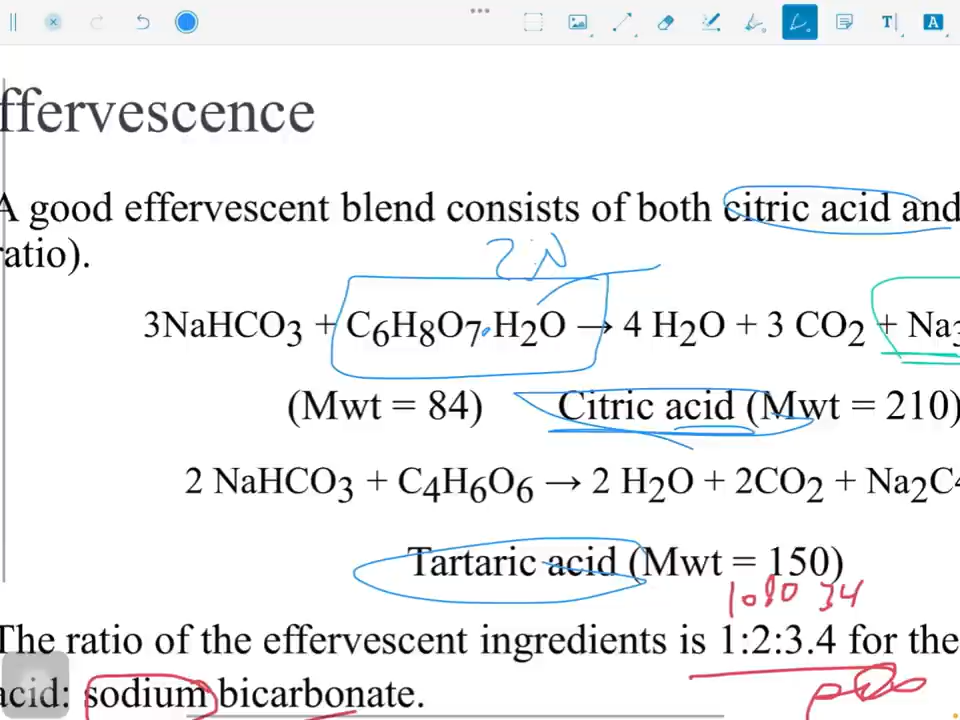 ffervescence
A good effervescent blend consists of both citric acid and
ratio).
2N
3NaHCO3 + C6H8O7.H2O → 4 H2O + 3 CO2 + Na3
(Mwt = 84) Citric acid (Mwt = 210)
2 NaHCO3 + C4H6O6 → 2 H2O + 2CO2 + Na2C4
Tartaric acid (Mwt = 150)
The ratio of the effervescent ingredients is 1:2:3.4 for the
acid: sodium bicarbonate.